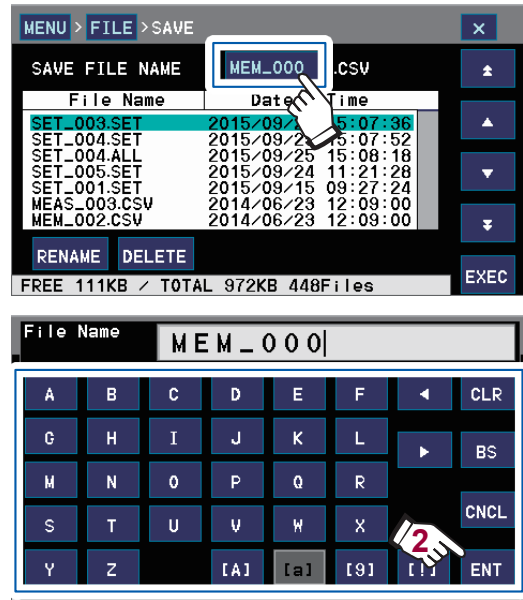 MENU > FILE > SAVE ×
SAVE FILE NAME MEM_000 .CSV
File Name Date Time
SET_003.SET 2015/09/2 15:07:36
SET_004.SET 2015/09/25 15:07:52
SET_004.ALL 2015/09/25 15:08:18
SET_005.SET 2015/09/24 11:21:28
SET_001.SET 2015/09/15 09:27:24
MEAS_003.CSV 2014/06/23 12:09:00
MEM_002.CSV 2014/06/23 12:09:00
RENAME DELETE
EXEC
FREE 111KB / TOTAL 972KB 448Files
File Name MEM_000
A B C D E F CLR
G H I J K L BS
M N O P Q R
CNCL
S T U V W X
2
Y Z [A] [a] [9] [!] ENT